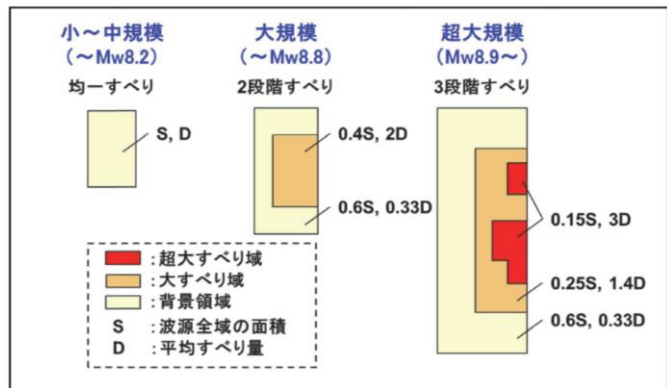 小～中規模
(～Mw8.2)
均一すべり
S, D
大規模
(～Mw8.8)
2段階すべり
0.4S, 2D
0.6S, 0.33D
超大規模
(Mw8.9～)
3段階すべり
0.15S, 3D
0.25S, 1.4D
0.6S, 0.33D
:超大すべり域
:大すべり域
:背景領域
S :波源全域の面積
D :平均すべり量